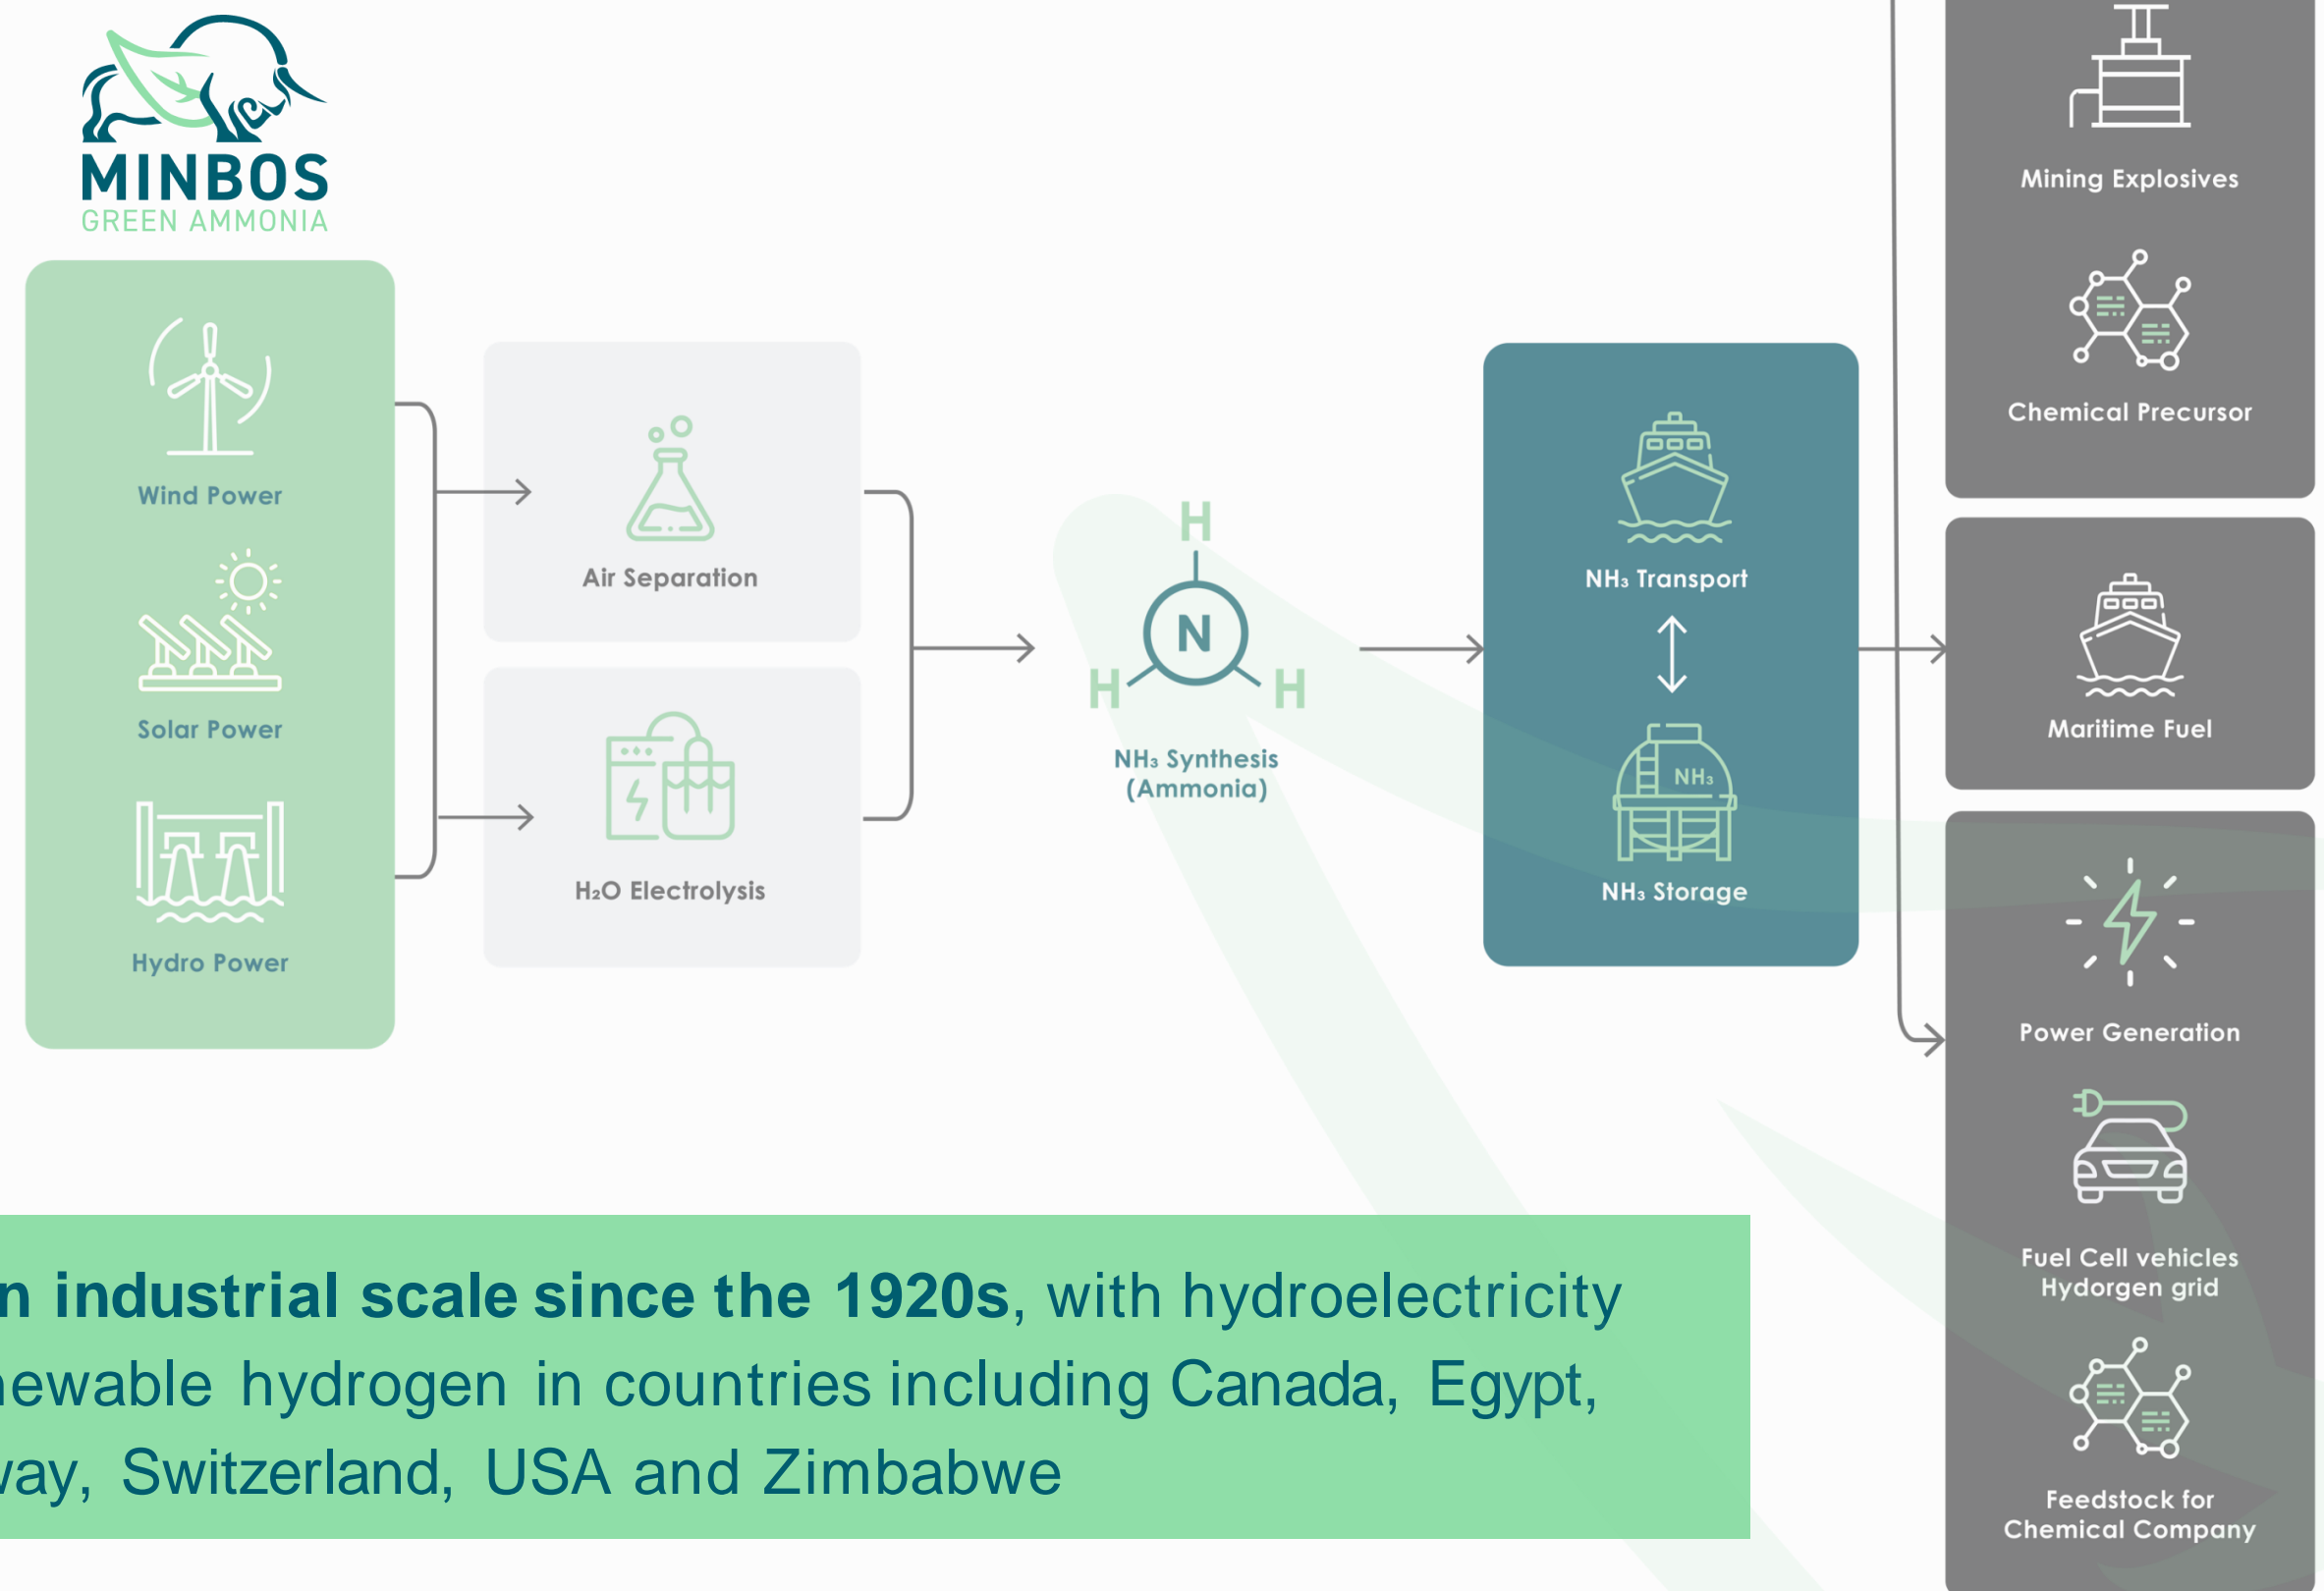 MINBOS
GREEN AMMONIA
Wind Power
Solar Power
Hydro Power
Air Separation
H₂O Electrolysis
H
N
H
H
NH₃ Synthesis
(Ammonia)
NH₃ Transport
NH₃
NH₃ Storage
Mining Explosives
Chemical Precursor
Maritime Fuel
Power Generation
Fuel Cell vehicles
Hydorgen grid
Feedstock for
Chemical Company
industrial scale since the 1920s, with hydroelectricity
hydrogen in countries including Canada, Egypt,
Switzerland, USA and Zimbabwe